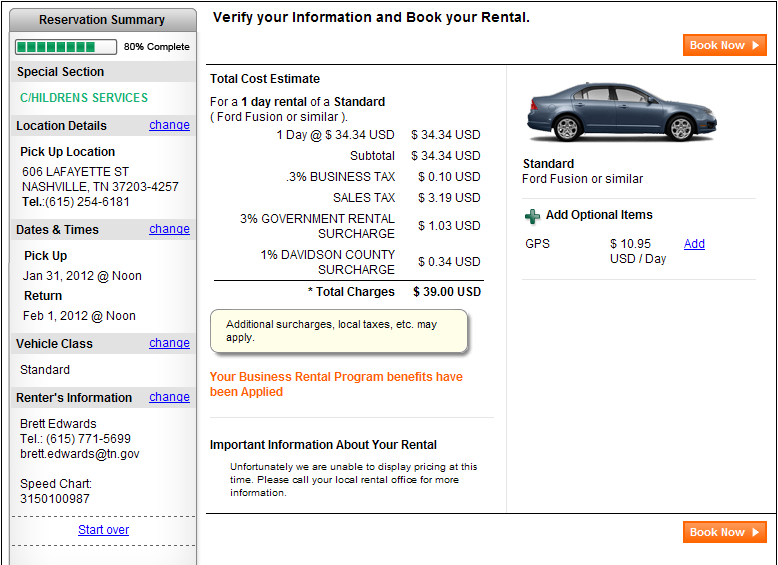 Reservation Summary
80% Complete
Special Section
C/HILDRENS SERVICES
Location Details change
Pick Up Location
606 LAFAYETTE ST
NASHVILLE, TN 37203-4257
Tel.:(615) 254-6181
Dates & Times change
Pick Up
Jan 31, 2012 @ Noon
Return
Feb 1, 2012 @ Noon
Vehicle Class change
Standard
Renter's Information change
Brett Edwards
Tel.: (615) 771-5699
brett.edwards@tn.gov
Speed Chart:
3150100987
Start over
Verify your Information and Book your Rental.
Book Now
Total Cost Estimate
For a 1 day rental of a Standard
( Ford Fusion or similar ).
1 Day @ $ 34.34 USD $ 34.34 USD
Subtotal $ 34.34 USD
.3% BUSINESS TAX $ 0.10 USD
SALES TAX $ 3.19 USD
3% GOVERNMENT RENTAL
SURCHARGE $ 1.03 USD
1% DAVIDSON COUNTY
SURCHARGE $ 0.34 USD
* Total Charges $ 39.00 USD
Additional surcharges, local taxes, etc. may
apply.
Your Business Rental Program benefits have
been Applied
Important Information About Your Rental
Unfortunately we are unable to display pricing at this
time. Please call your local rental office for more
information.
Standard
Ford Fusion or similar
Add Optional Items
GPS $ 10.95 Add
USD / Day
Book Now